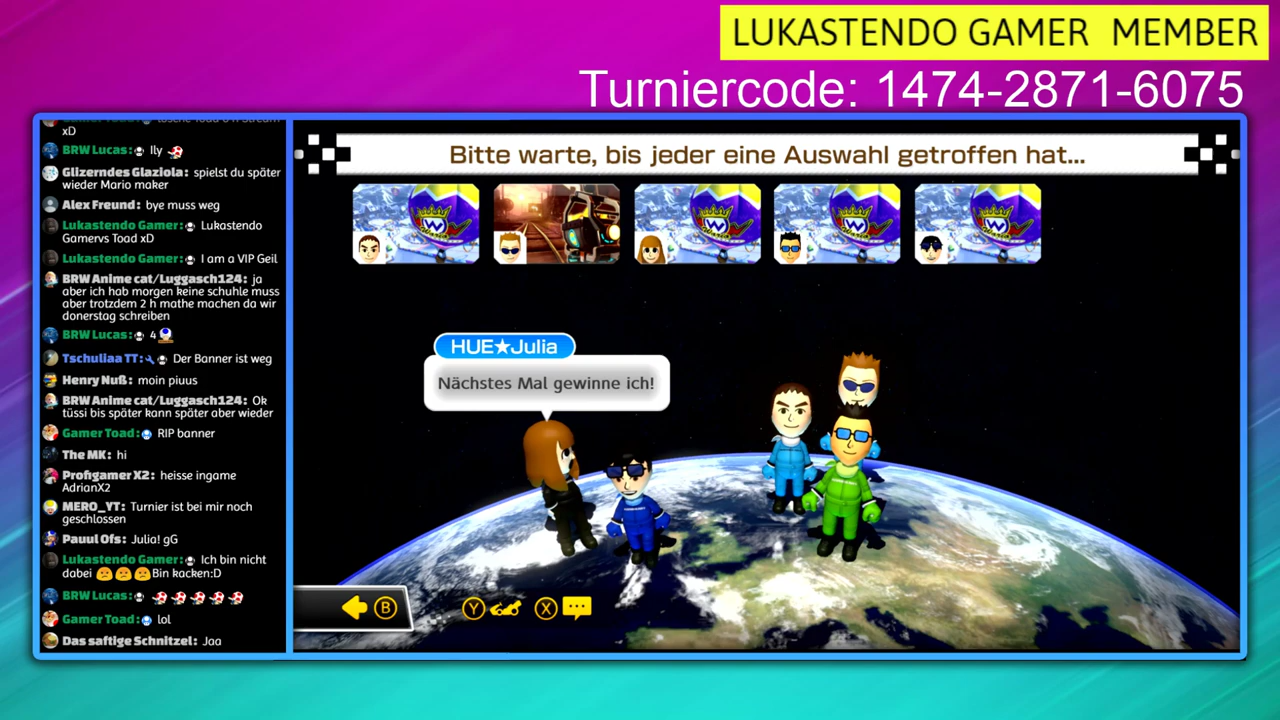 LUKASTENDO GAMER MEMBER
Turniercode: 1474-2871-6075
xD
BRW Lucas: Ily
Glizerndes Glaziola: spielst du später
wieder Mario maker
Alex Freund: bye muss weg
Lukastendo Gamer: Lukastendo
Gamervs Toad xD
Lukastendo Gamer: I am a VIP Geil
BRW Anime cat/Luggasch124: ja
aber ich hab morgen keine schuhle muss
aber trotzdem 2 h mathe machen da wir
donerstag schreiben
BRW Lucas: 4
Tschuliaa TT: Der Banner ist weg
Henry Nuß: moin piuus
BRW Anime cat/Luggasch124: Ok
tüssi bis später kann später aber wieder
Gamer Toad: RIP banner
The MK: hi
Profigamer X2: heisse ingame
AdrianX2
MERO_YT: Turnier ist bei mir noch
geschlossen
Pauul Ofs: Julia! gG
Lukastendo Gamer: Ich bin nicht
dabei Bin kacken:D
BRW Lucas:
Gamer Toad: lol
Das saftige Schnitzel: Jaa
Bitte warte, bis jeder eine Auswahl getroffen hat...
HUE★Julia
Nächstes Mal gewinne ich!
B Y X